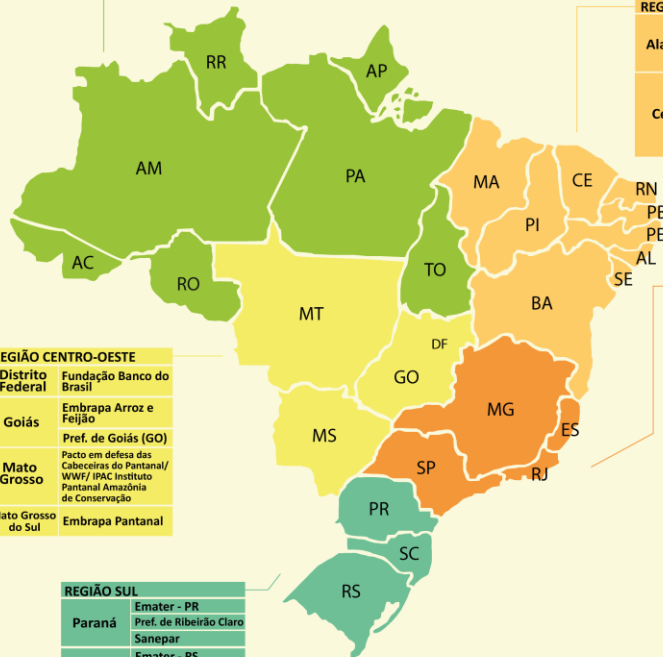 REG
Ala
Ce
RR
AP
AM
PA
MA
CE
RN
PI
PE
PE
AC
RO
TO
AL
SE
MT
BA
DF
GO
MG
ES
MS
SP
RJ
PR
SC
RS
EGIÃO CENTRO-OESTE
Distrito
Federal
Fundação Banco do
Brasil
Goiás
Embrapa Arroz e
Feijão
Pref. de Goiás (GO)
Mato
Grosso
Pacto em defesa das
Cabeceiras do Pantanal/
WWF/ IPAC Instituto
Pantanal Amazônia
de Conservação
ato Grosso
do Sul
Embrapa Pantanal
REGIÃO SUL
Paraná
Emater - PR
Pref. de Ribeirão Claro
Sanepar
Emater - RS